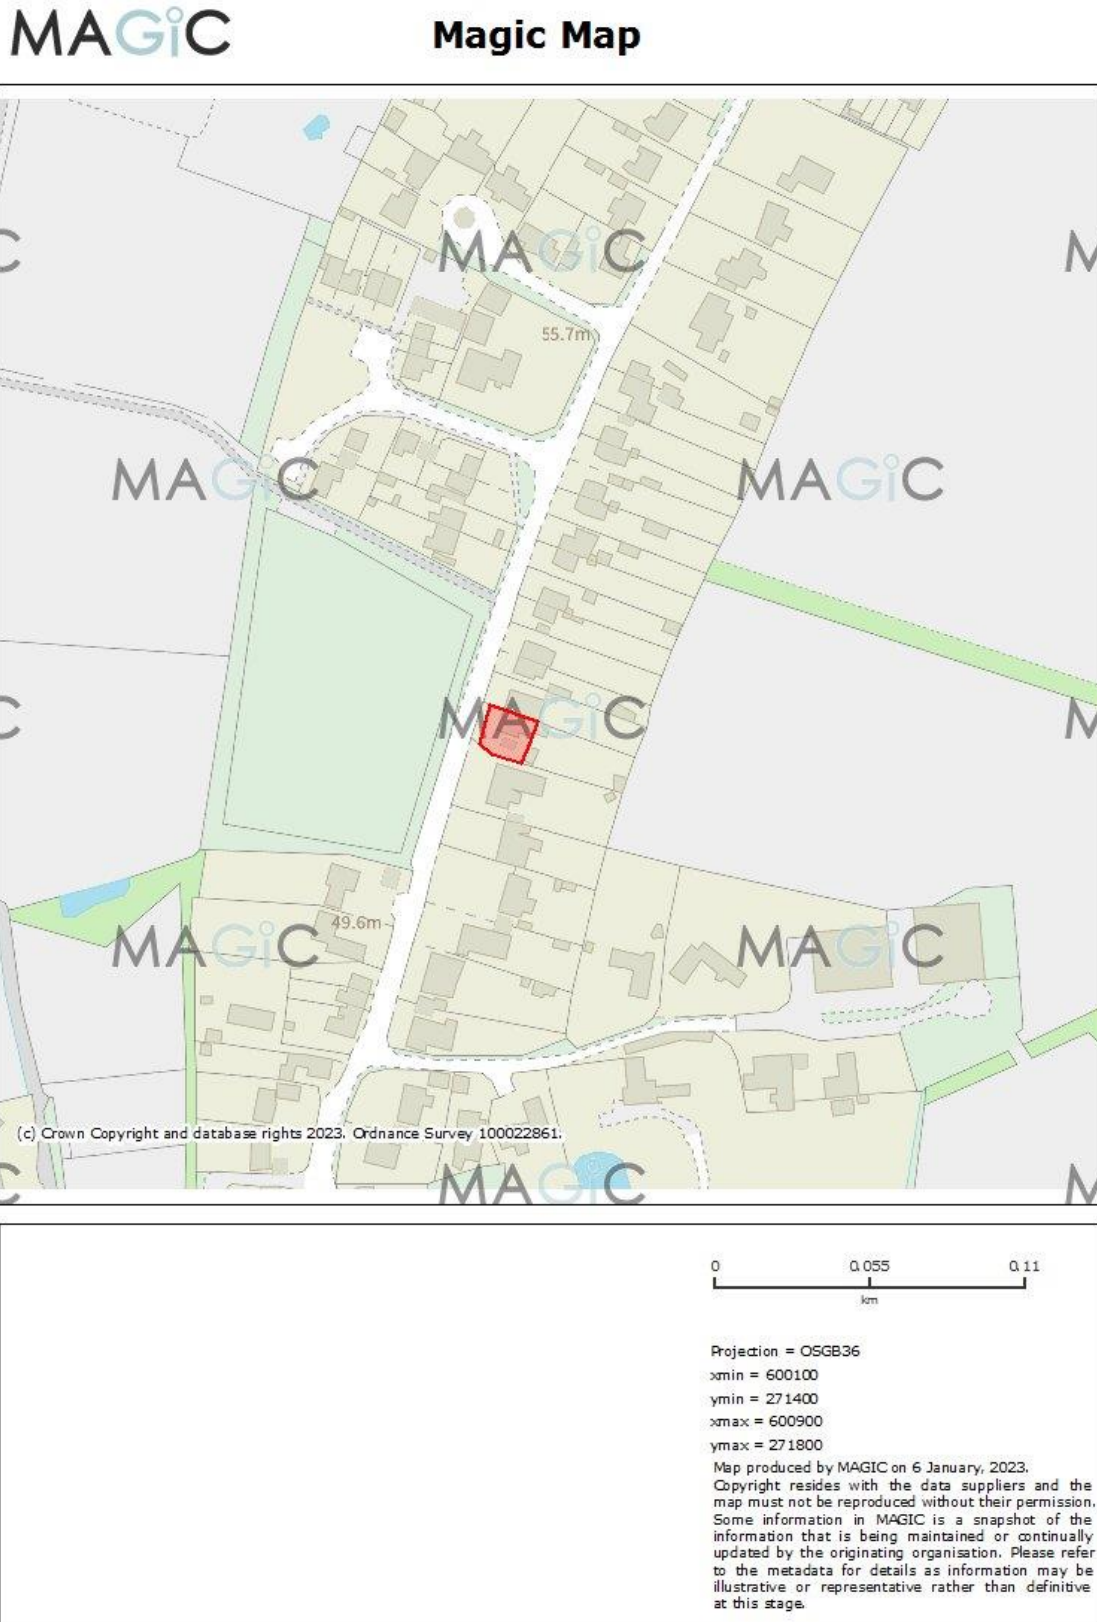 MAGiC
Magic Map
MAGiC
55.7m
MAGiC
MAGiC
MAGiC
49.6m
MAGiC
MAGiC
(c) Crown Copyright and database rights 2023. Ordnance Survey 100022861.
MAGiC
0 0.055 0.11
km
Projection = OSGB36
xmin = 600100
ymin = 271400
xmax = 600900
ymax = 271800
Map produced by MAGIC on 6 January, 2023.
Copyright resides with the data suppliers and the
map must not be reproduced without their permission.
Some information in MAGIC is a snapshot of the
information that is being maintained or continually
updated by the originating organisation. Please refer
to the metadata for details as information may be
illustrative or representative rather than definitive
at this stage.